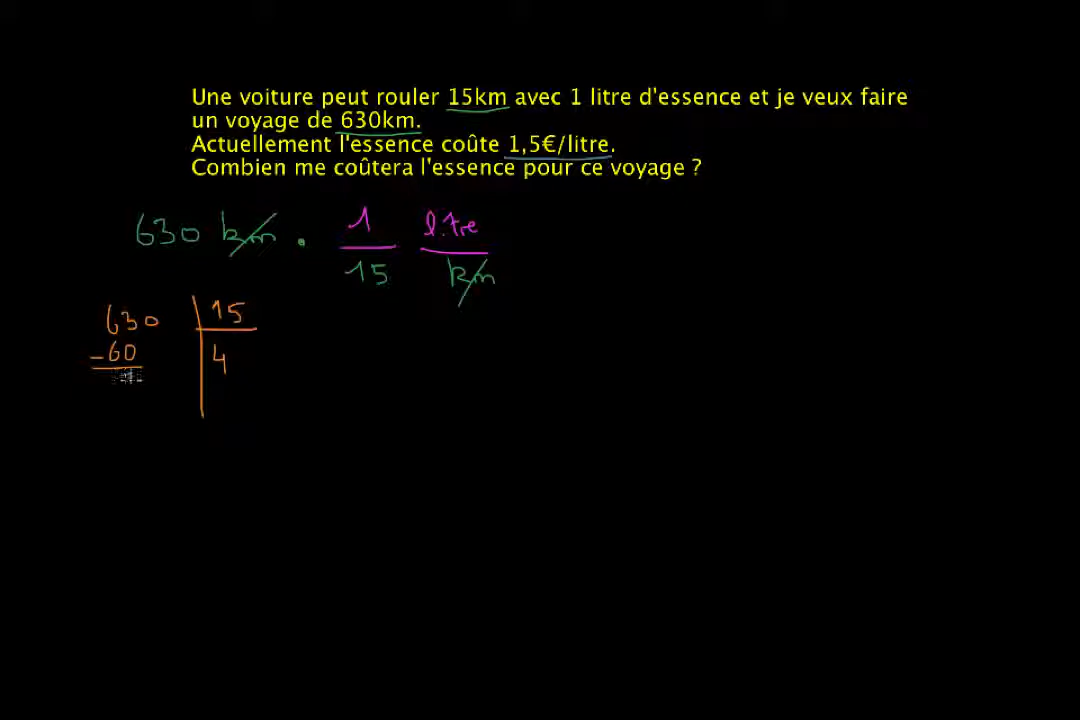 Une voiture peut rouler 15km avec 1 litre d'essence et je veux faire
un voyage de 630km.
Actuellement l'essence coûte 1,5€/litre.
Combien me coûtera l'essence pour ce voyage ?
630 km . 1/15 litre/km
630 | 15
-60 | 4